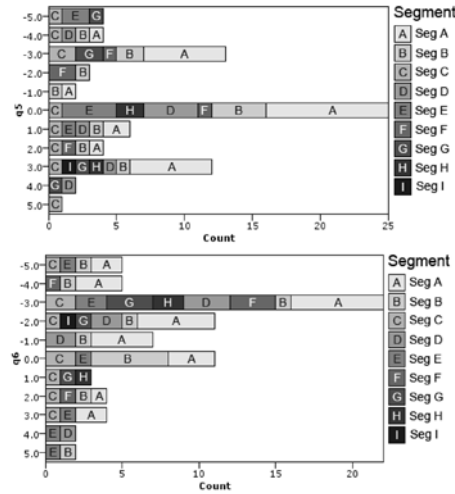 Segment
-5.0 C E G
-4.0 C D B A
-3.0 C G F B A
-2.0 F B
-1.0 B A
0.0 C E H D F B A
1.0 C E D B A
2.0 C F B A
3.0 C I G H D B A
4.0 G D
5.0 C
q5
0 5 10 15 20 25
Count
A Seg A
B Seg B
C Seg C
D Seg D
E Seg E
F Seg F
G Seg G
H Seg H
I Seg I
Segment
-5.0 C E B A
-4.0 F B A
-3.0 C E G H D F B A
-2.0 C I G D B A
-1.0 D B A
0.0 C E B A
1.0 C G H
2.0 C F B A
3.0 C E A
4.0 E D
5.0 E B
q6
0 5 10 15 20
Count
A Seg A
B Seg B
C Seg C
D Seg D
E Seg E
F Seg F
G Seg G
H Seg H
I Seg I